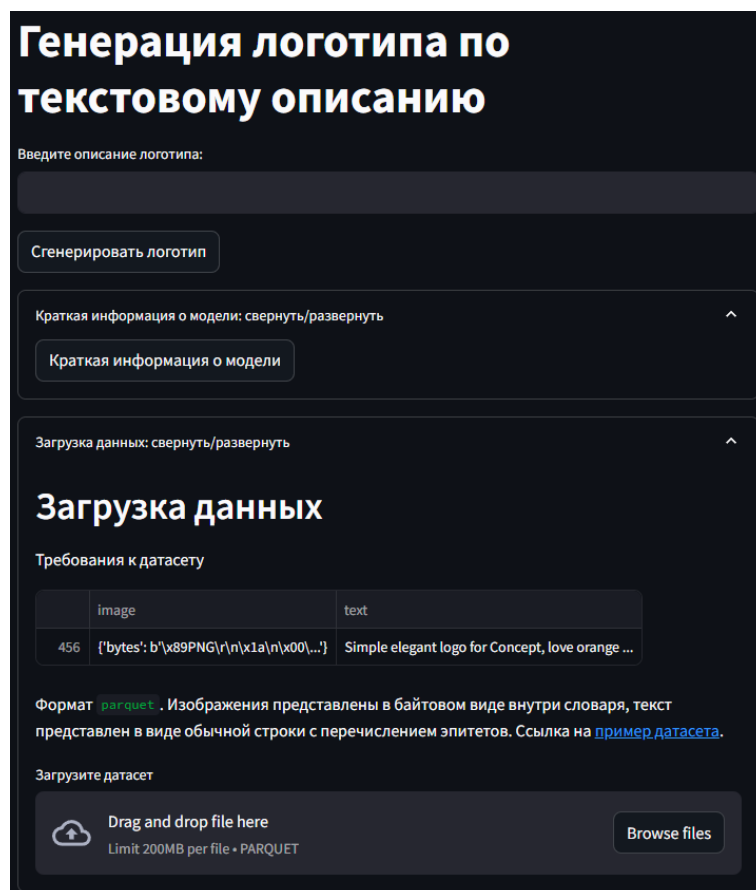 Генерация логотипа по
текстовому описанию
Введите описание логотипа:
Сгенерировать логотип
Краткая информация о модели: свернуть/развернуть
Краткая информация о модели
Загрузка данных: свернуть/развернуть
Загрузка данных
Требования к датасету
image text
456 {'bytes': b'\x89PNG\r\n\x1a\n\x00\...'} Simple elegant logo for Concept, love orange ...
Формат parquet. Изображения представлены в байтовом виде внутри словаря, текст
представлен в виде обычной строки с перечислением эпитетов. Ссылка на пример датасета.
Загрузите датасет
Drag and drop file here
Limit 200MB per file • PARQUET
Browse files